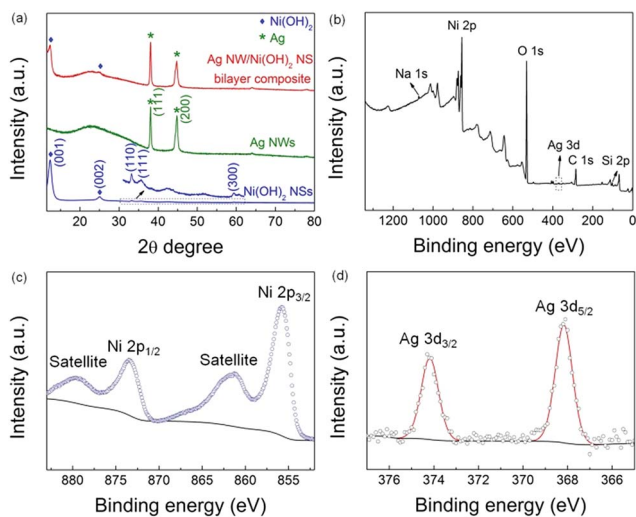 (a)
♦ Ni(OH)₂
* Ag
Ag NW/Ni(OH)₂ NS
bilayer composite
(111)
(200)
Ag NWs
(001)
(002)
(110)
(111)
(300)
Ni(OH)₂ NSs
Intensity (a.u.)
20 30 40 50 60 70 80
2θ degree
(b)
Ni 2p
O 1s
Na 1s
Ag 3d
C 1s
Si 2p
Intensity (a.u.)
1200 1000 800 600 400 200 0
Binding energy (eV)
(c)
Ni 2p3/2
Ni 2p1/2
Satellite
Satellite
Intensity (a.u.)
880 875 870 865 860 855
Binding energy (eV)
(d)
Ag 3d5/2
Ag 3d3/2
Intensity (a.u.)
376 374 372 370 368 366
Binding energy (eV)